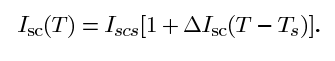 I_sc(T) = I_scs[1 + ΔI_sc(T − T_s)].